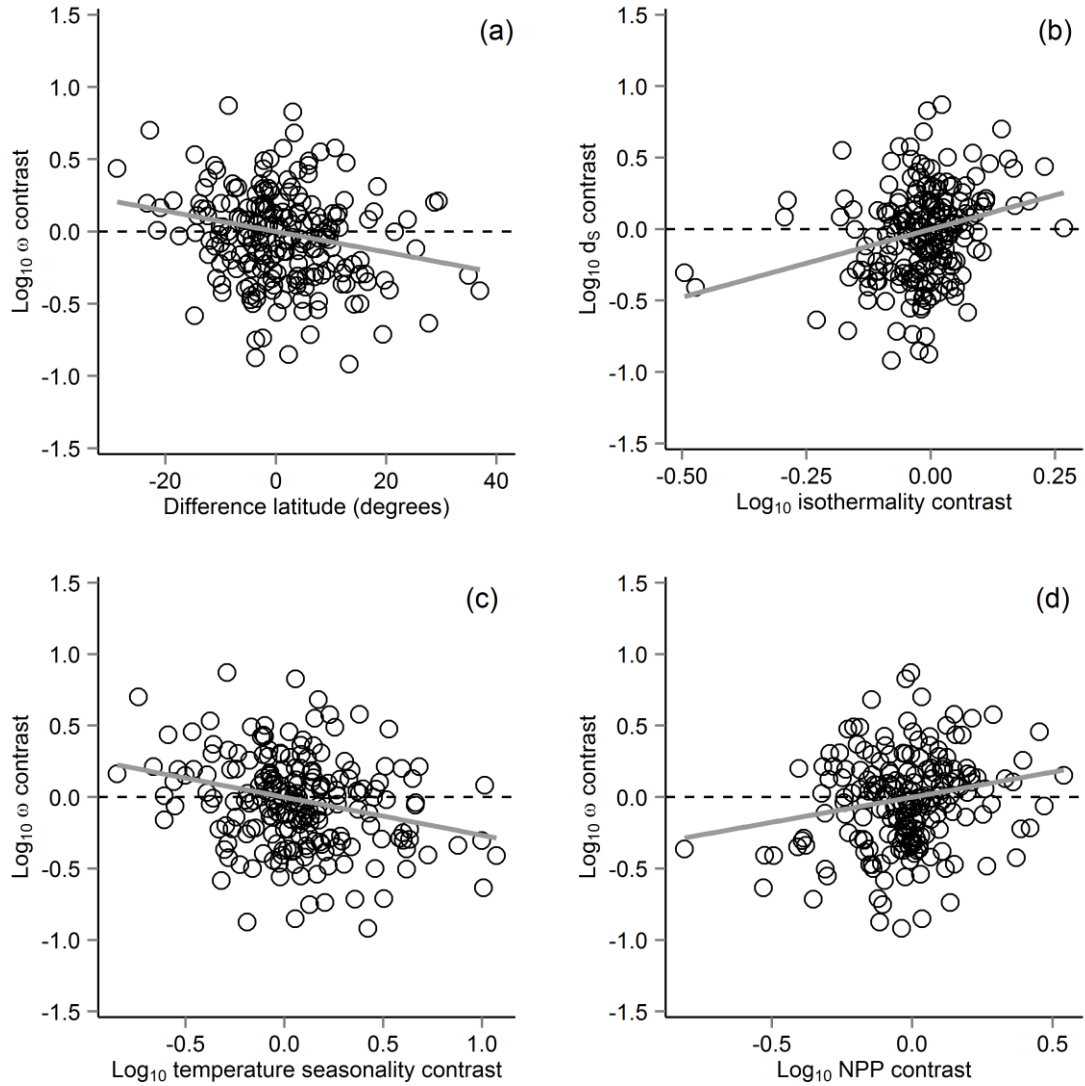 (a)
1.5
1.0
0.5
0.0
-0.5
-1.0
-1.5
Log10 ω contrast
-20 0 20 40
Difference latitude (degrees)
(b)
1.5
1.0
0.5
0.0
-0.5
-1.0
-1.5
Log10 dS contrast
-0.50 -0.25 0.00 0.25
Log10 isothermality contrast
(c)
1.5
1.0
0.5
0.0
-0.5
-1.0
-1.5
Log10 ω contrast
-0.5 0.0 0.5 1.0
Log10 temperature seasonality contrast
(d)
1.5
1.0
0.5
0.0
-0.5
-1.0
-1.5
Log10 ω contrast
-0.5 0.0 0.5
Log10 NPP contrast